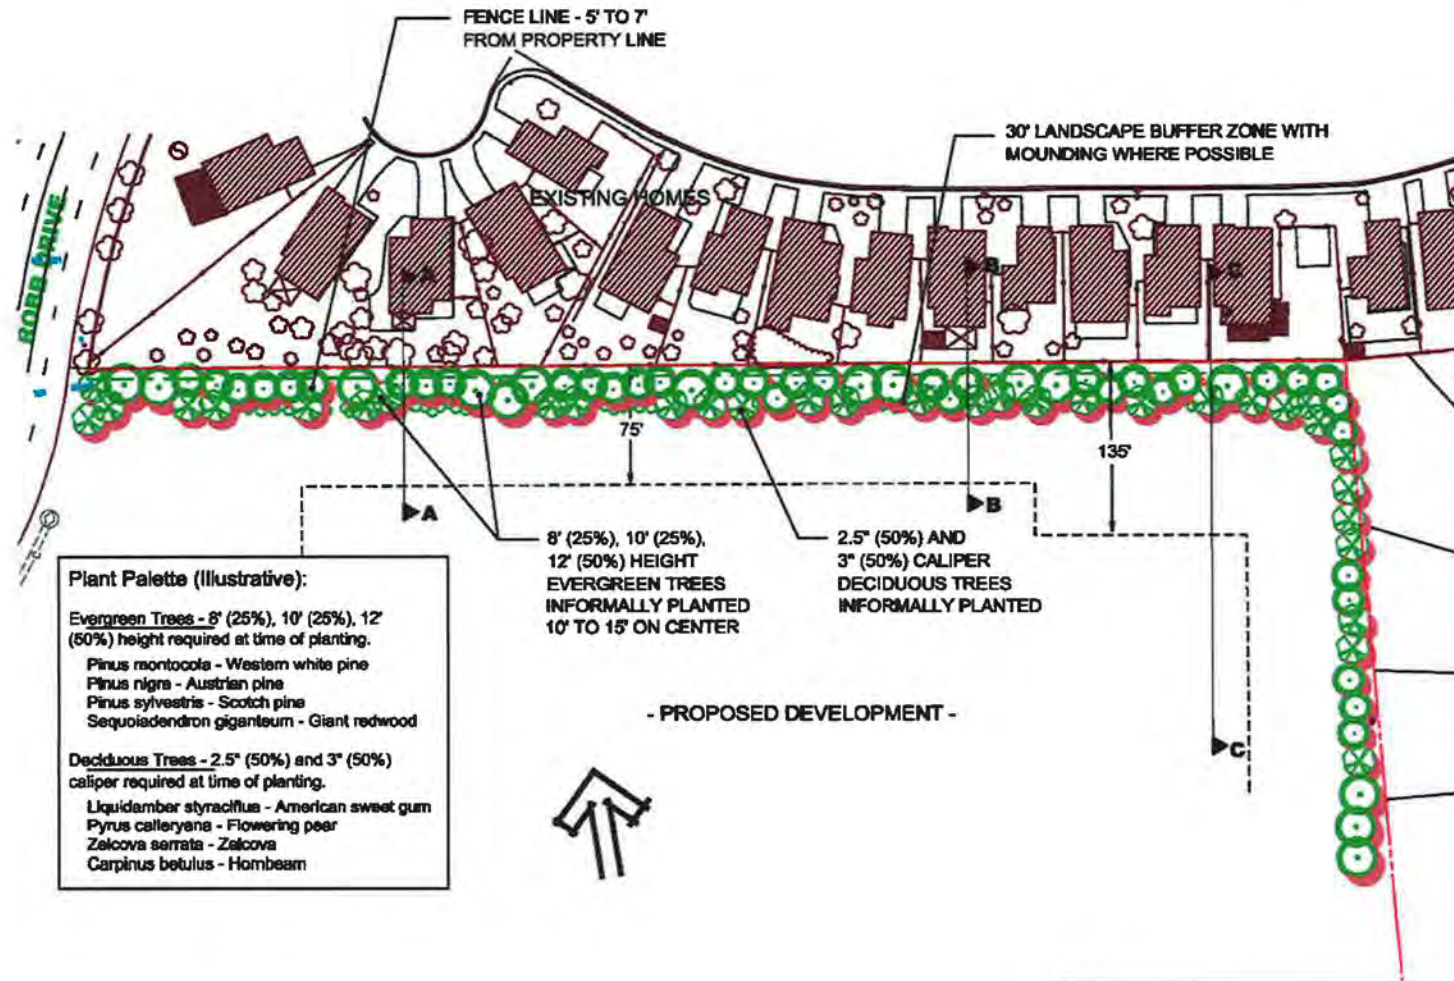 FENCE LINE - 5' TO 7'
FROM PROPERTY LINE
30' LANDSCAPE BUFFER ZONE WITH
MOUNDING WHERE POSSIBLE
ROBB DRIVE
EXISTING HOMES
A
B
C
75'
135'
A
B
8' (25%), 10' (25%),
12' (50%) HEIGHT
EVERGREEN TREES
INFORMALLY PLANTED
10' TO 15' ON CENTER
2.5" (50%) AND
3" (50%) CALIPER
DECIDUOUS TREES
INFORMALLY PLANTED
Plant Palette (Illustrative):
Evergreen Trees - 8' (25%), 10' (25%), 12'
(50%) height required at time of planting.
Pinus montocola - Western white pine
Pinus nigra - Austrian pine
Pinus sylvestris - Scotch pine
Sequoiadendron giganteum - Giant redwood
Deciduous Trees - 2.5" (50%) and 3" (50%)
caliper required at time of planting.
Liquidamber styraciflua - American sweet gum
Pyrus calleryana - Flowering pear
Zelcova serrata - Zelcova
Carpinus betulus - Hornbeam
- PROPOSED DEVELOPMENT -
C